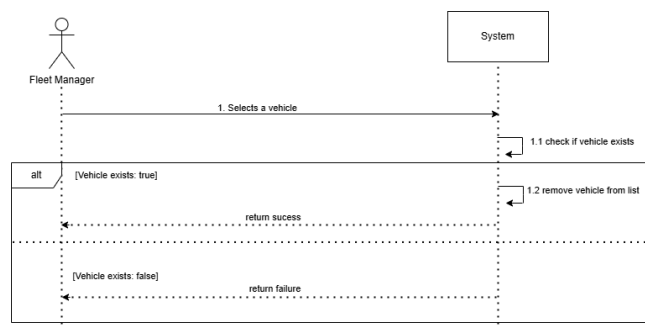 System
Fleet Manager
1. Selects a vehicle
1.1 check if vehicle exists
alt
[Vehicle exists: true]
1.2 remove vehicle from list
return sucess
[Vehicle exists: false]
return failure